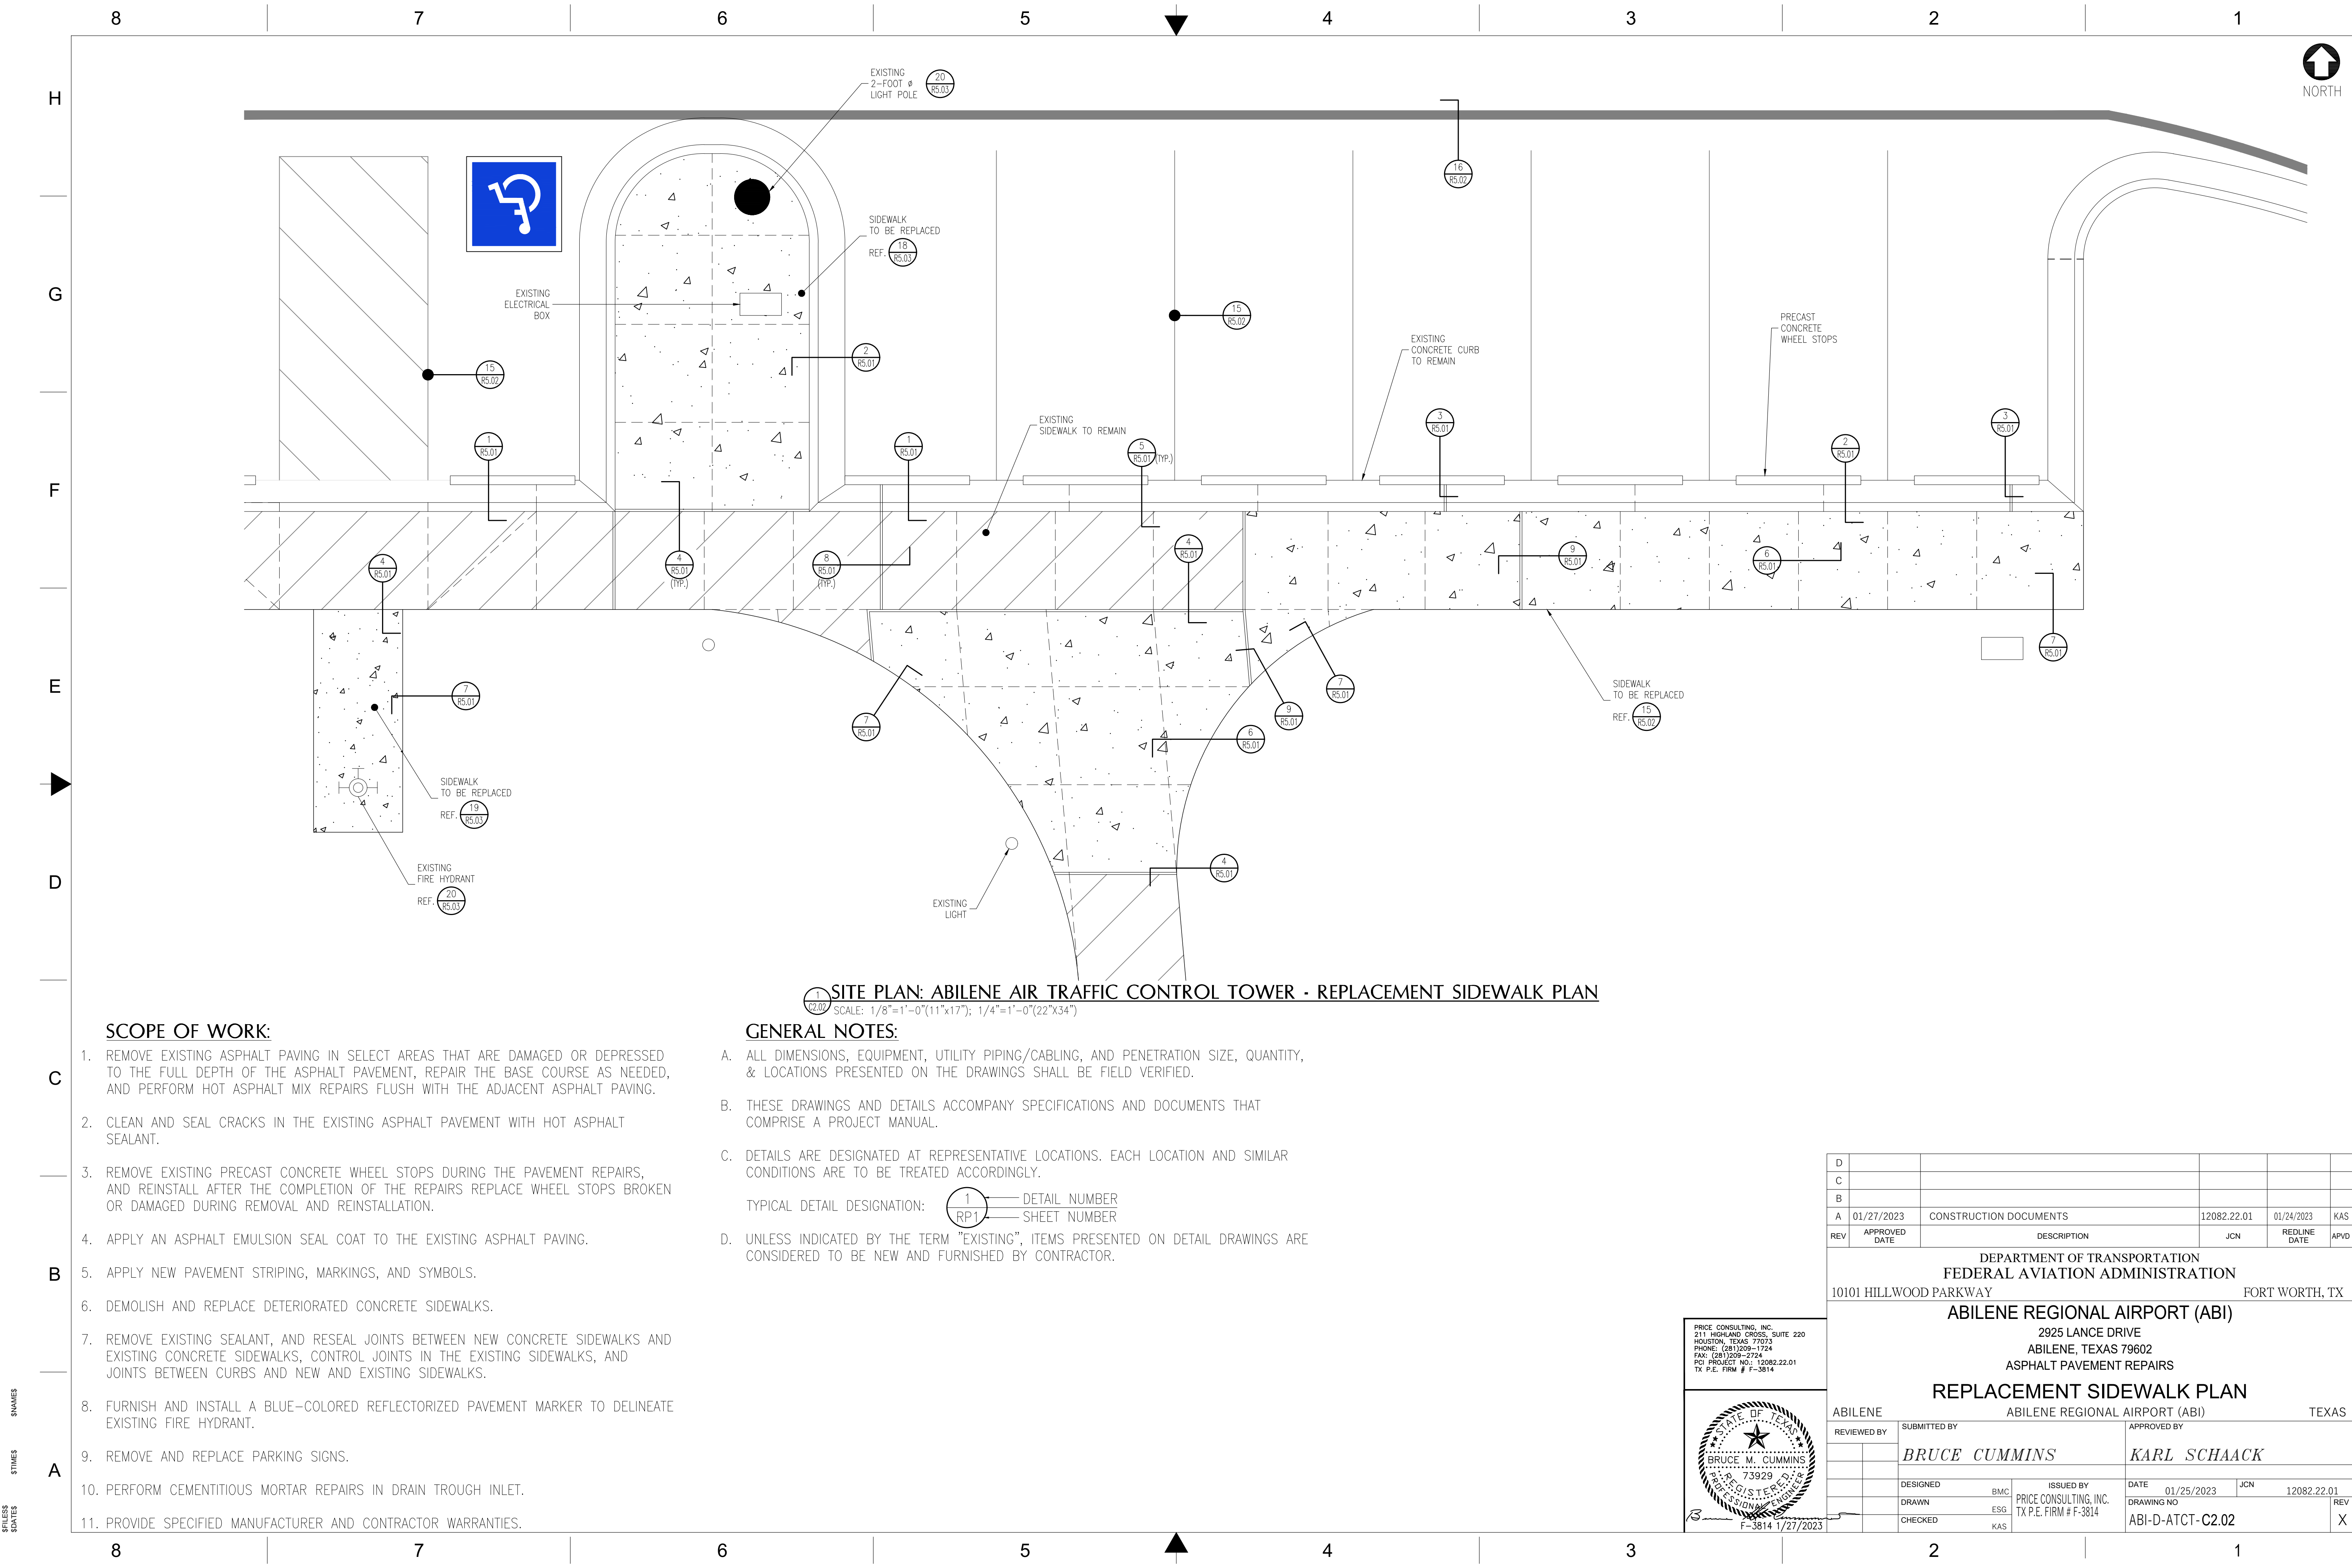 8 7 6 5 4 3 2 1
H
G
F
E
D
C
B
A
NORTH
EXISTING
2-FOOT ø
LIGHT POLE
20
R5.03
16
R5.02
SIDEWALK
TO BE REPLACED
REF. 18
R5.03
EXISTING
ELECTRICAL
BOX
15
R5.02
2
R5.01
15
R5.02
EXISTING
CONCRETE CURB
TO REMAIN
PRECAST
CONCRETE
WHEEL STOPS
1
R5.01
1
R5.01
EXISTING
SIDEWALK TO REMAIN
5
R5.01 (TYP.)
3
R5.01
2
R5.01
3
R5.01
4
R5.01
4
R5.01
(TYP.)
8
R5.01
(TYP.)
4
R5.01
9
R5.01
6
R5.01
7
R5.01
7
R5.01
7
R5.01
7
R5.01
9
R5.01
6
R5.01
SIDEWALK
TO BE REPLACED
REF. 15
R5.02
SIDEWALK
TO BE REPLACED
REF. 19
R5.03
EXISTING
FIRE HYDRANT
REF. 20
R5.03
EXISTING
LIGHT
4
R5.01
1
C2.02
SITE PLAN: ABILENE AIR TRAFFIC CONTROL TOWER - REPLACEMENT SIDEWALK PLAN
SCALE: 1/8"=1'-0"(11"x17"); 1/4"=1'-0"(22"X34")
SCOPE OF WORK:
1. REMOVE EXISTING ASPHALT PAVING IN SELECT AREAS THAT ARE DAMAGED OR DEPRESSED
TO THE FULL DEPTH OF THE ASPHALT PAVEMENT, REPAIR THE BASE COURSE AS NEEDED,
AND PERFORM HOT ASPHALT MIX REPAIRS FLUSH WITH THE ADJACENT ASPHALT PAVING.
2. CLEAN AND SEAL CRACKS IN THE EXISTING ASPHALT PAVEMENT WITH HOT ASPHALT
SEALANT.
3. REMOVE EXISTING PRECAST CONCRETE WHEEL STOPS DURING THE PAVEMENT REPAIRS,
AND REINSTALL AFTER THE COMPLETION OF THE REPAIRS REPLACE WHEEL STOPS BROKEN
OR DAMAGED DURING REMOVAL AND REINSTALLATION.
4. APPLY AN ASPHALT EMULSION SEAL COAT TO THE EXISTING ASPHALT PAVING.
5. APPLY NEW PAVEMENT STRIPING, MARKINGS, AND SYMBOLS.
6. DEMOLISH AND REPLACE DETERIORATED CONCRETE SIDEWALKS.
7. REMOVE EXISTING SEALANT, AND RESEAL JOINTS BETWEEN NEW CONCRETE SIDEWALKS AND
EXISTING CONCRETE SIDEWALKS, CONTROL JOINTS IN THE EXISTING SIDEWALKS, AND
JOINTS BETWEEN CURBS AND NEW AND EXISTING SIDEWALKS.
8. FURNISH AND INSTALL A BLUE-COLORED REFLECTORIZED PAVEMENT MARKER TO DELINEATE
EXISTING FIRE HYDRANT.
9. REMOVE AND REPLACE PARKING SIGNS.
10. PERFORM CEMENTITIOUS MORTAR REPAIRS IN DRAIN TROUGH INLET.
11. PROVIDE SPECIFIED MANUFACTURER AND CONTRACTOR WARRANTIES.
GENERAL NOTES:
A. ALL DIMENSIONS, EQUIPMENT, UTILITY PIPING/CABLING, AND PENETRATION SIZE, QUANTITY,
& LOCATIONS PRESENTED ON THE DRAWINGS SHALL BE FIELD VERIFIED.
B. THESE DRAWINGS AND DETAILS ACCOMPANY SPECIFICATIONS AND DOCUMENTS THAT
COMPRISE A PROJECT MANUAL.
C. DETAILS ARE DESIGNATED AT REPRESENTATIVE LOCATIONS. EACH LOCATION AND SIMILAR
CONDITIONS ARE TO BE TREATED ACCORDINGLY.
TYPICAL DETAIL DESIGNATION: 1 DETAIL NUMBER
RP1 SHEET NUMBER
D. UNLESS INDICATED BY THE TERM "EXISTING", ITEMS PRESENTED ON DETAIL DRAWINGS ARE
CONSIDERED TO BE NEW AND FURNISHED BY CONTRACTOR.
D
C
B
A 01/27/2023 CONSTRUCTION DOCUMENTS 12082.22.01 01/24/2023 KAS
REV APPROVED DATE DESCRIPTION JCN REDLINE DATE APVD
DEPARTMENT OF TRANSPORTATION
FEDERAL AVIATION ADMINISTRATION
10101 HILLWOOD PARKWAY FORT WORTH, TX
ABILENE REGIONAL AIRPORT (ABI)
2925 LANCE DRIVE
ABILENE, TEXAS 79602
ASPHALT PAVEMENT REPAIRS
REPLACEMENT SIDEWALK PLAN
ABILENE ABILENE REGIONAL AIRPORT (ABI) TEXAS
REVIEWED BY SUBMITTED BY APPROVED BY
BRUCE CUMMINS KARL SCHAACK
DESIGNED BMC ISSUED BY DATE 01/25/2023 JCN 12082.22.01
DRAWN ESG PRICE CONSULTING, INC. DRAWING NO REV
TX P.E. FIRM # F-3814
CHECKED KAS ABI-D-ATCT-C2.02 X
PRICE CONSULTING, INC.
211 HIGHLAND CROSS, SUITE 220
HOUSTON, TEXAS 77073
PHONE: (281)209-1724
FAX: (281)209-2724
PCI PROJECT NO.: 12082.22.01
TX P.E. FIRM # F-3814
STATE OF TEXAS
BRUCE M. CUMMINS
73929
REGISTERED
PROFESSIONAL ENGINEER
F-3814 1/27/2023
$NAME$
$TIME$
$FILES$
$DATE$
8 7 6 5 4 3 2 1